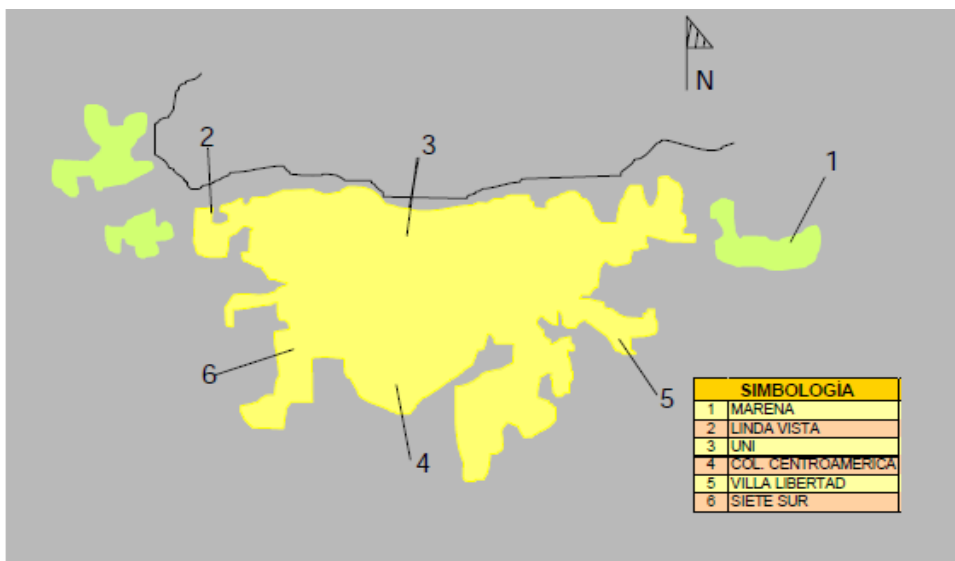 N
2
3
1
6
5
4
SIMBOLOGÌA
1 MARENA
2 LINDA VISTA
3 UNI
4 COL. CENTROAMERICA
5 VILLA LIBERTAD
6 SIETE SUR